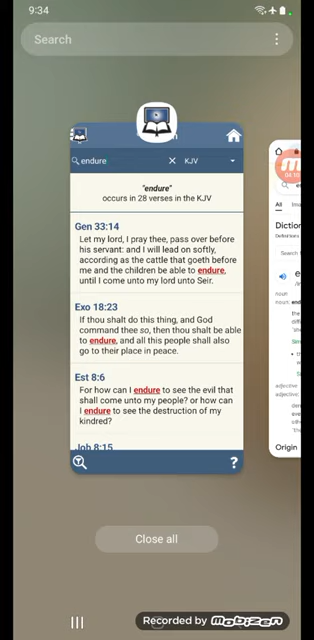 9:34
Search
endure
KJV
"endure"
occurs in 28 verses in the KJV
Gen 33:14
Let my lord, I pray thee, pass over before
his servant: and I will lead on softly,
according as the cattle that goeth before
me and the children be able to endure,
until I come unto my lord unto Seir.
Exo 18:23
If thou shalt do this thing, and God
command thee so, then thou shalt be able
to endure, and all this people shall also
go to their place in peace.
Est 8:6
For how can I endure to see the evil that
shall come unto my people? or how can
I endure to see the destruction of my
kindred?
Job 8:15
?
All
Diction
Search
noun
the
adjective
Origin
Close all
Recorded by
mobizen